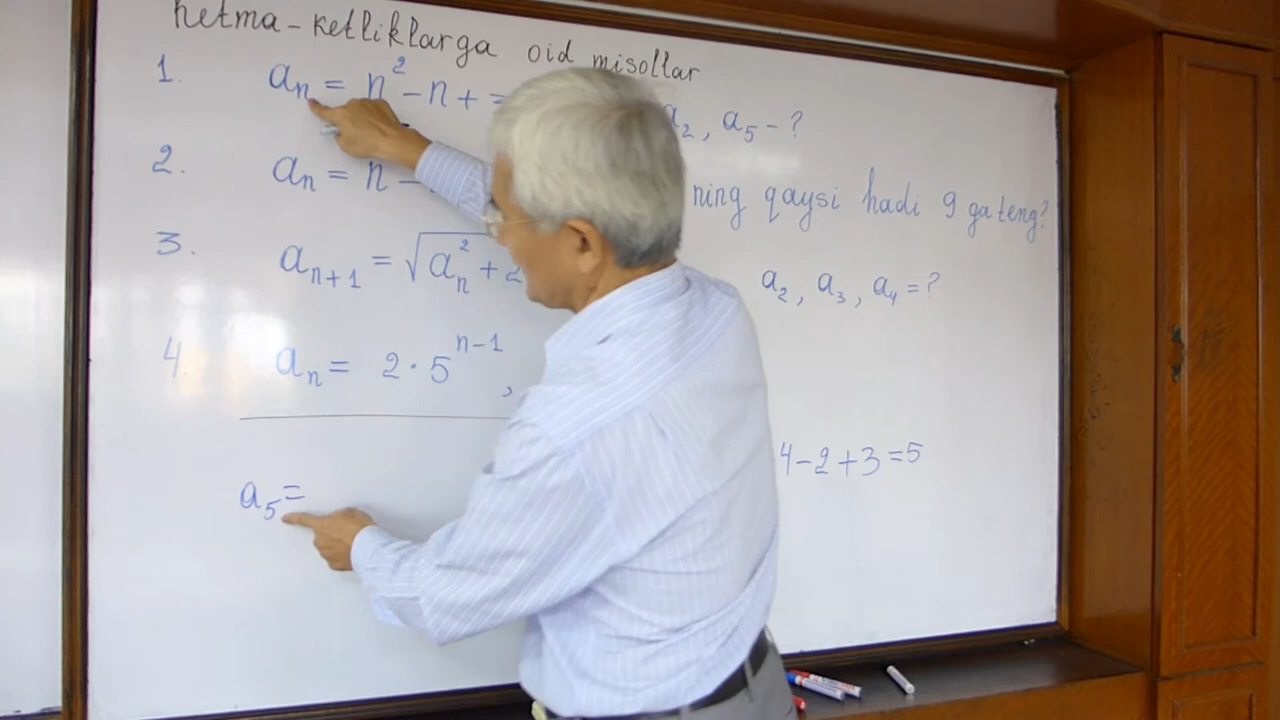 ketma-ketliklarga oid misollar
1. aₙ = n² - n + a₂, a₅ - ?
2. aₙ = n - ning qaysi hadi 9 ga teng?
3. aₙ₊₁ = √aₙ² + 2 a₂, a₃, a₄ = ?
4. aₙ = 2 · 5ⁿ⁻¹,
4-2+3=5
a₅=